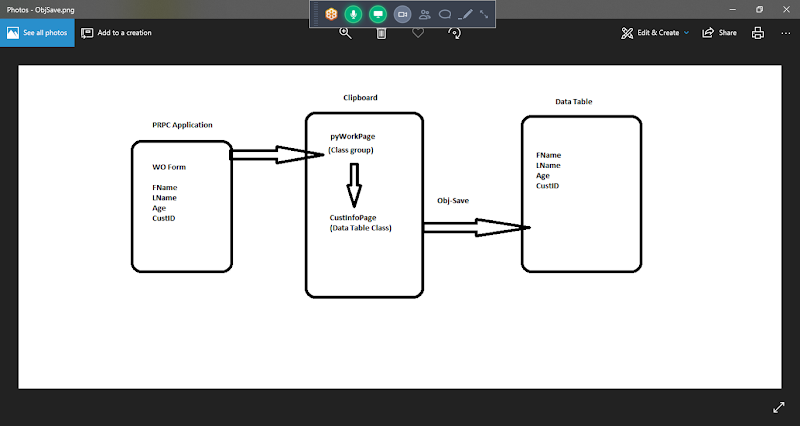 Photos - ObjSave.png
See all photos
Add to a creation
Edit & Create
Share
Clipboard
Data Table
PRPC Application
pyWorkPage
(Class group)
WO Form
FName
LName
Age
CustID
CustInfoPage
(Data Table Class)
Obj-Save
FName
LName
Age
CustID